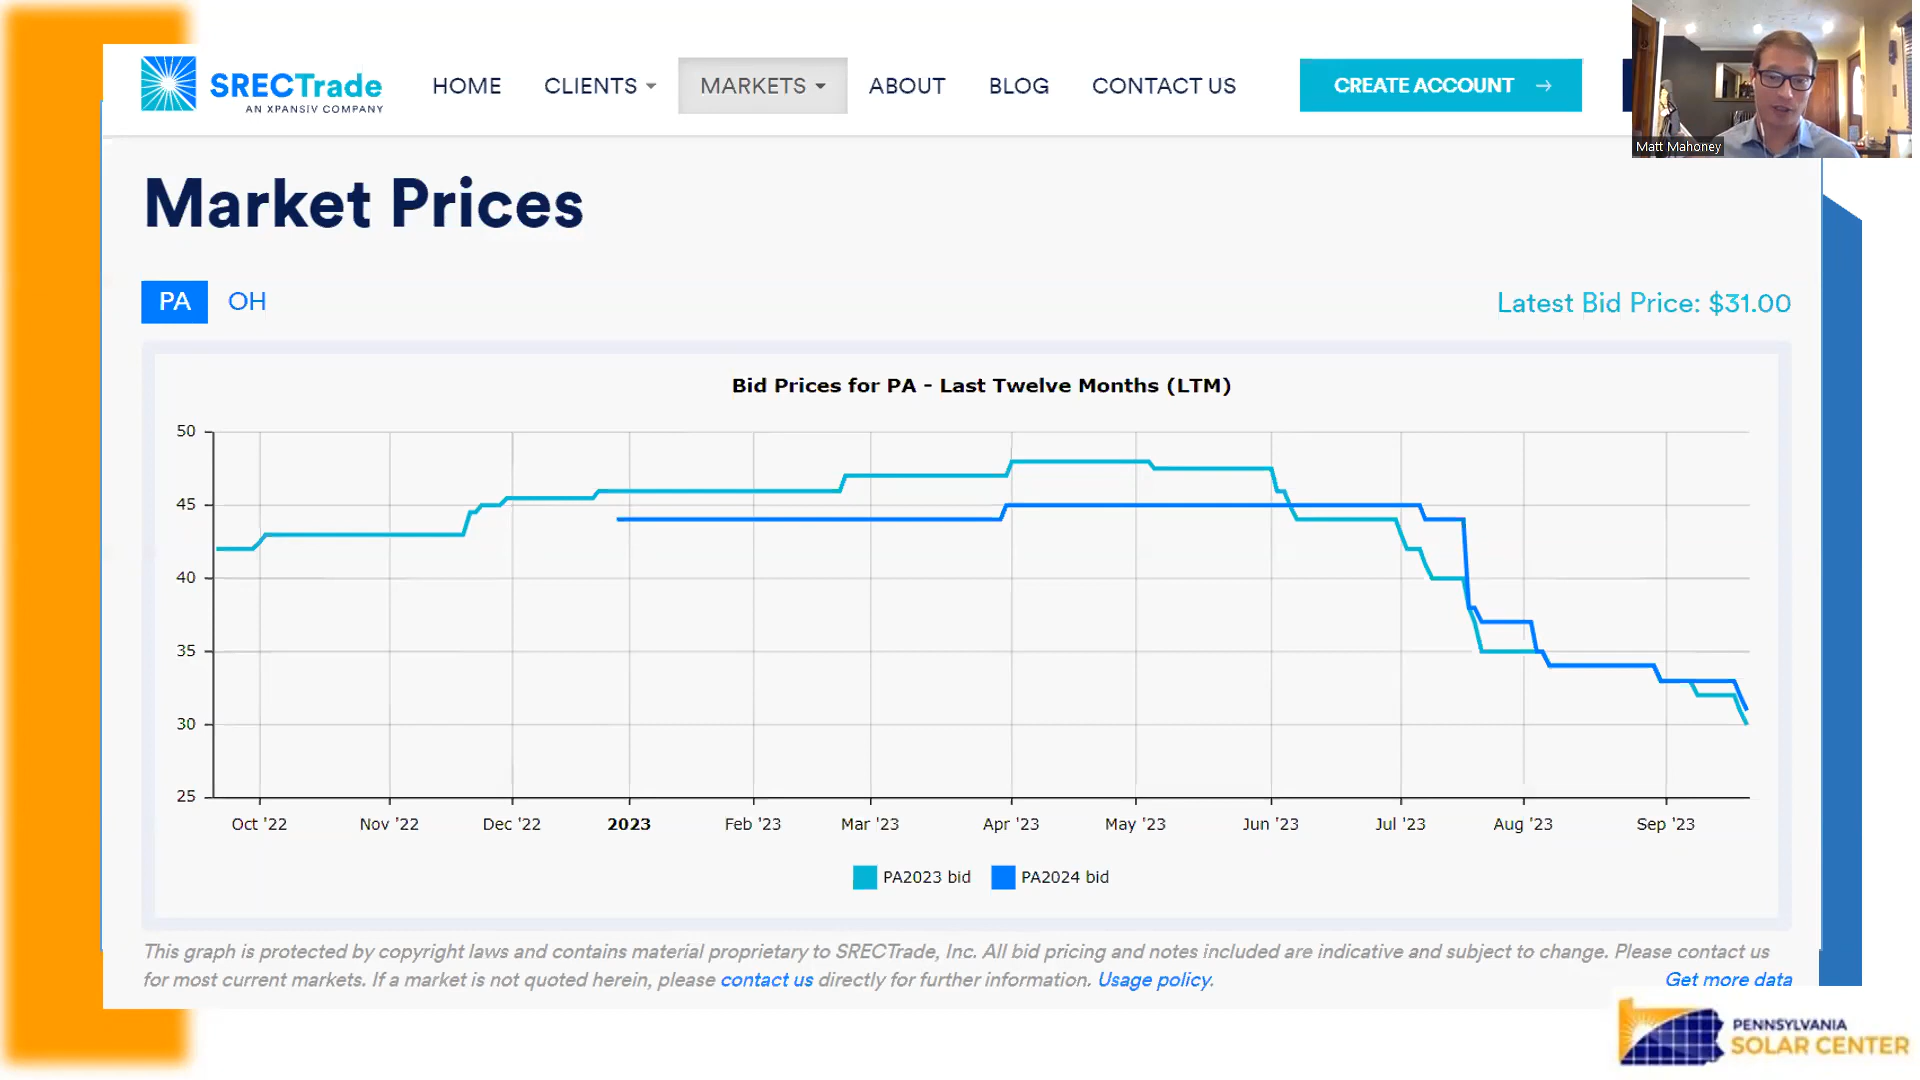 SRECTrade
AN XPANSIV COMPANY
HOME
CLIENTS
MARKETS
ABOUT
BLOG
CONTACT US
CREATE ACCOUNT →
Matt Mahoney
Market Prices
PA
OH
Latest Bid Price: $31.00
Bid Prices for PA - Last Twelve Months (LTM)
50
45
40
35
30
25
Oct '22
Nov '22
Dec '22
2023
Feb '23
Mar '23
Apr '23
May '23
Jun '23
Jul '23
Aug '23
Sep '23
PA2023 bid
PA2024 bid
This graph is protected by copyright laws and contains material proprietary to SRECTrade, Inc. All bid pricing and notes included are indicative and subject to change. Please contact us
for most current markets. If a market is not quoted herein, please contact us directly for further information. Usage policy.
Get more data
PENNSYLVANIA
SOLAR CENTER